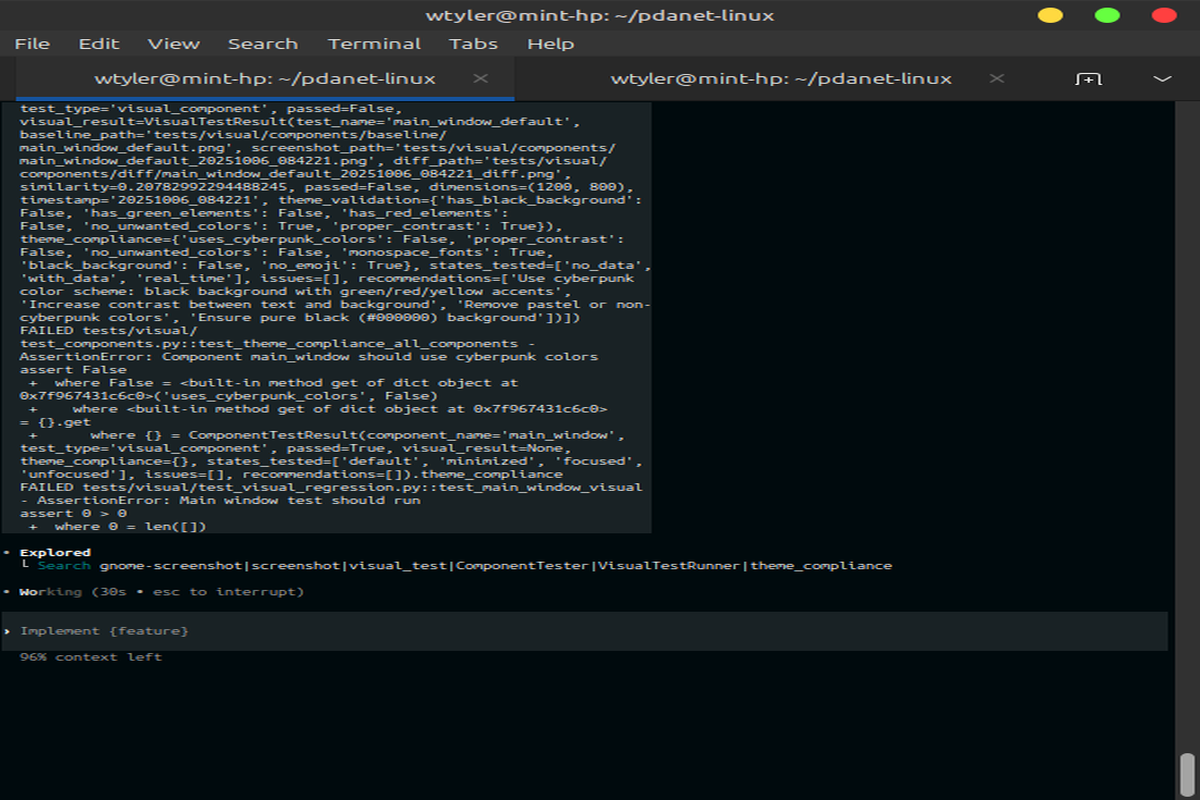 wtyler@mint-hp: ~/pdanet-linux
File Edit View Search Terminal Tabs Help
wtyler@mint-hp: ~/pdanet-linux × wtyler@mint-hp: ~/pdanet-linux ×
test_type='visual_component', passed=False,
visual_result=VisualTestResult(test_name='main_window_default',
baseline_path='tests/visual/components/baseline/
main_window_default.png', screenshot_path='tests/visual/components/
main_window_default_20251006_084221.png', diff_path='tests/visual/
components/diff/main_window_default_20251006_084221_diff.png',
similarity=0.20782992294488245, passed=False, dimensions=(1200, 800),
timestamp='20251006_084221', theme_validation={'has_black_background':
False, 'has_green_elements': False, 'has_red_elements':
False, 'no_unwanted_colors': True, 'proper_contrast': True}),
theme_compliance={'uses_cyberpunk_colors': False, 'proper_contrast':
False, 'no_unwanted_colors': False, 'monospace_fonts': True,
'black_background': False, 'no_emoji': True}, states_tested=['no_data',
'with_data', 'real_time'], issues=[], recommendations=['Use cyberpunk
color scheme: black background with green/red/yellow accents',
'Increase contrast between text and background', 'Remove pastel or non-
cyberpunk colors', 'Ensure pure black (#000000) background'])])
FAILED tests/visual/
test_components.py::test_theme_compliance_all_components -
AssertionError: Component main_window should use cyberpunk colors
assert False
+ where False = <built-in method get of dict object at
0x7f967431c6c0>('uses_cyberpunk_colors', False)
+ where <built-in method get of dict object at 0x7f967431c6c0>
= {}.get
+ where {} = ComponentTestResult(component_name='main_window',
test_type='visual_component', passed=True, visual_result=None,
theme_compliance={}, states_tested=['default', 'minimized', 'focused',
'unfocused'], issues=[], recommendations=[]).theme_compliance
FAILED tests/visual/test_visual_regression.py::test_main_window_visual
- AssertionError: Main window test should run
assert 0 > 0
+ where 0 = len([])
• Explored
└ Search gnome-screenshot|screenshot|visual_test|ComponentTester|VisualTestRunner|theme_compliance
• Working (30s • esc to interrupt)
› Implement {feature}
96% context left